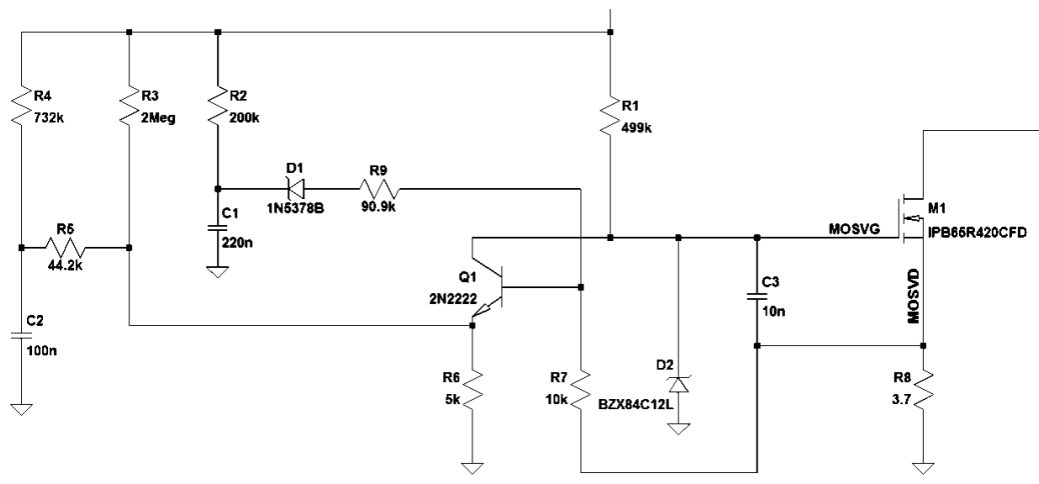 R4
732k
R3
2Meg
R2
200k
R1
499k
D1
1N5378B
R9
90.9k
C1
220n
R5
44.2k
MOSVG
M1
IPB65R420CFD
Q1
2N2222
C3
10n
MOSVD
C2
100n
R6
5k
R7
10k
D2
BZX84C12L
R8
3.7